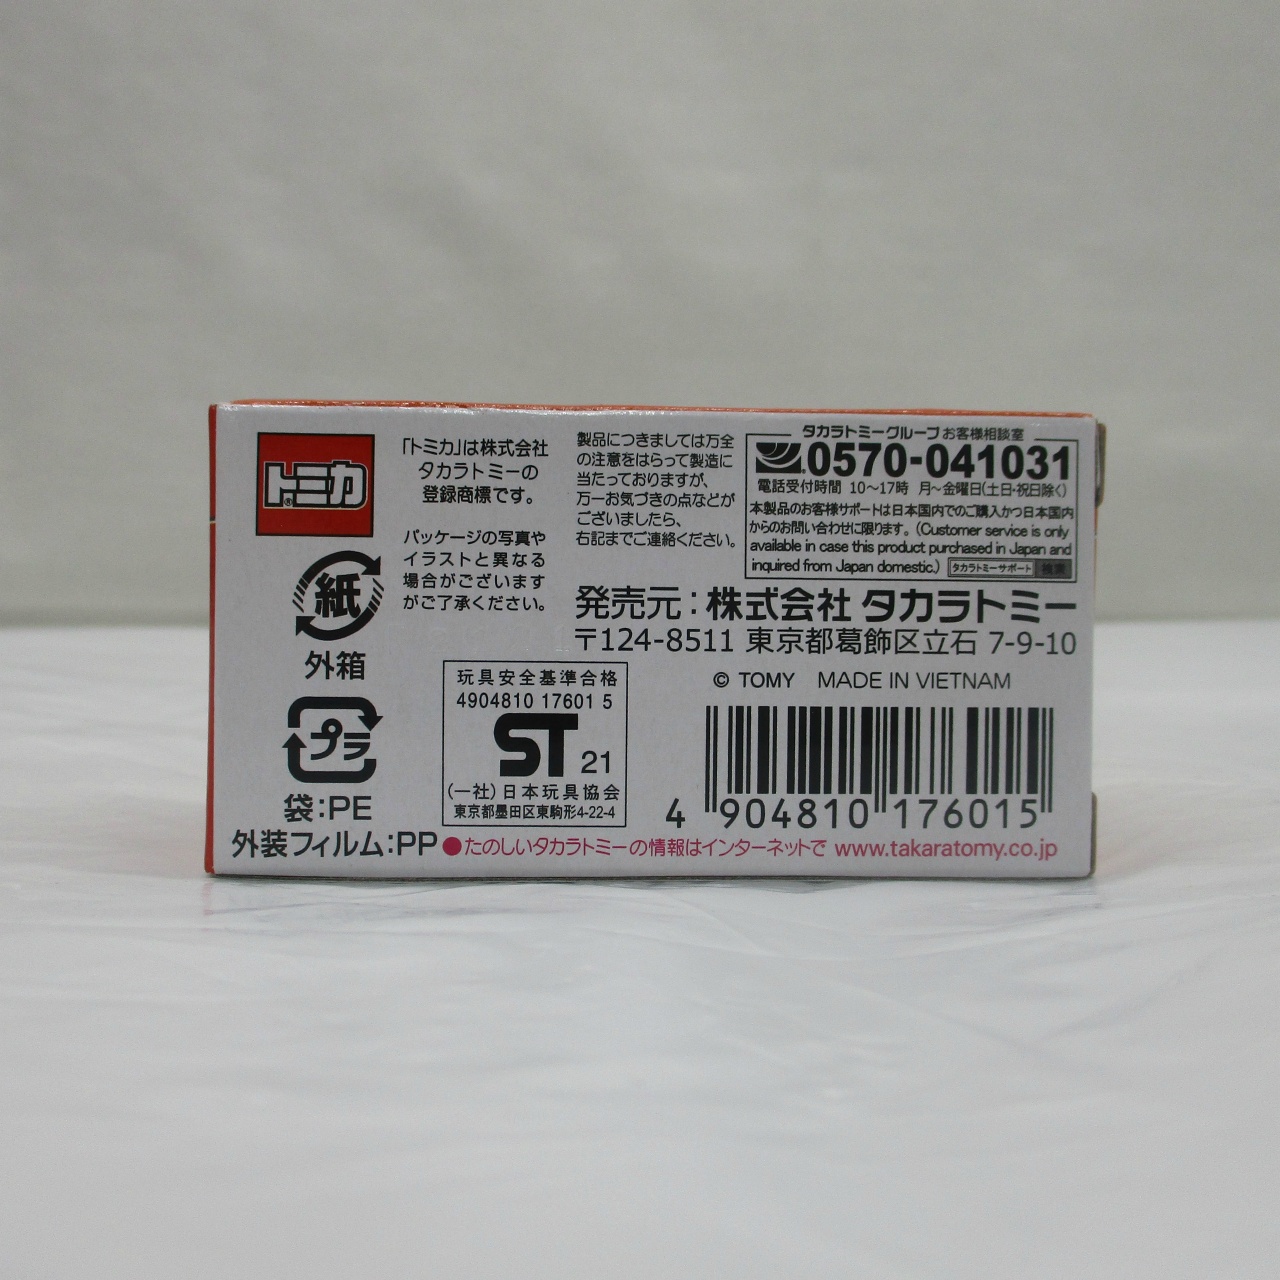 トミカ®
紙
外箱
プラ
袋:PE
外装フィルム:PP
「トミカ」は株式会社
タカラトミーの
登録商標です。
パッケージの写真や
イラストと異なる
場合がございます
がご了承ください。
製品につきましては万全
の注意をはらって製造に
当たっておりますが、
万一お気づきの点などが
ございましたら、
右記までご連絡ください。
タカラトミーグループお客様相談室
0570-041031
電話受付時間 10〜17時 月〜金曜日(土日・祝日除く)
本製品のお客様サポートは日本国内でのご購入かつ日本国内
からのお問い合わせに限ります。(Customer service is only
available in case this product purchased in Japan and
inquired from Japan domestic.) タカラトミーサポート 検索
発売元:株式会社 タカラトミー
〒124-8511 東京都葛飾区立石 7-9-10
© TOMY MADE IN VIETNAM
玩具安全基準合格
4904810 17601 5
ST 21
(一社)日本玩具協会
東京都墨田区東駒形4-22-4
4 904810 176015
●たのしいタカラトミーの情報はインターネットで www.takaratomy.co.jp